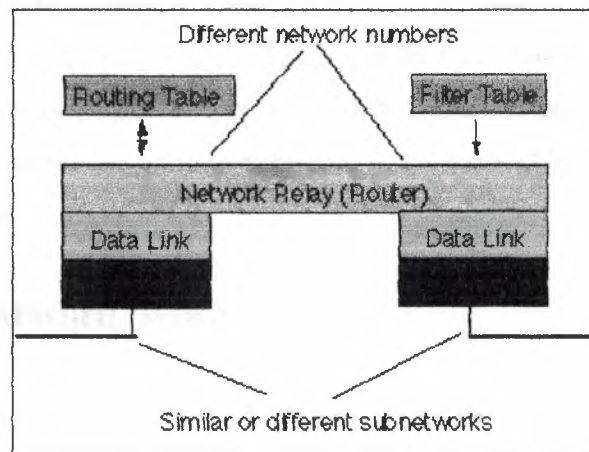 Different network numbers
Routing Table
Filter Table
Network Relay (Router)
Data Link
Data Link
Similar or different subnetworks